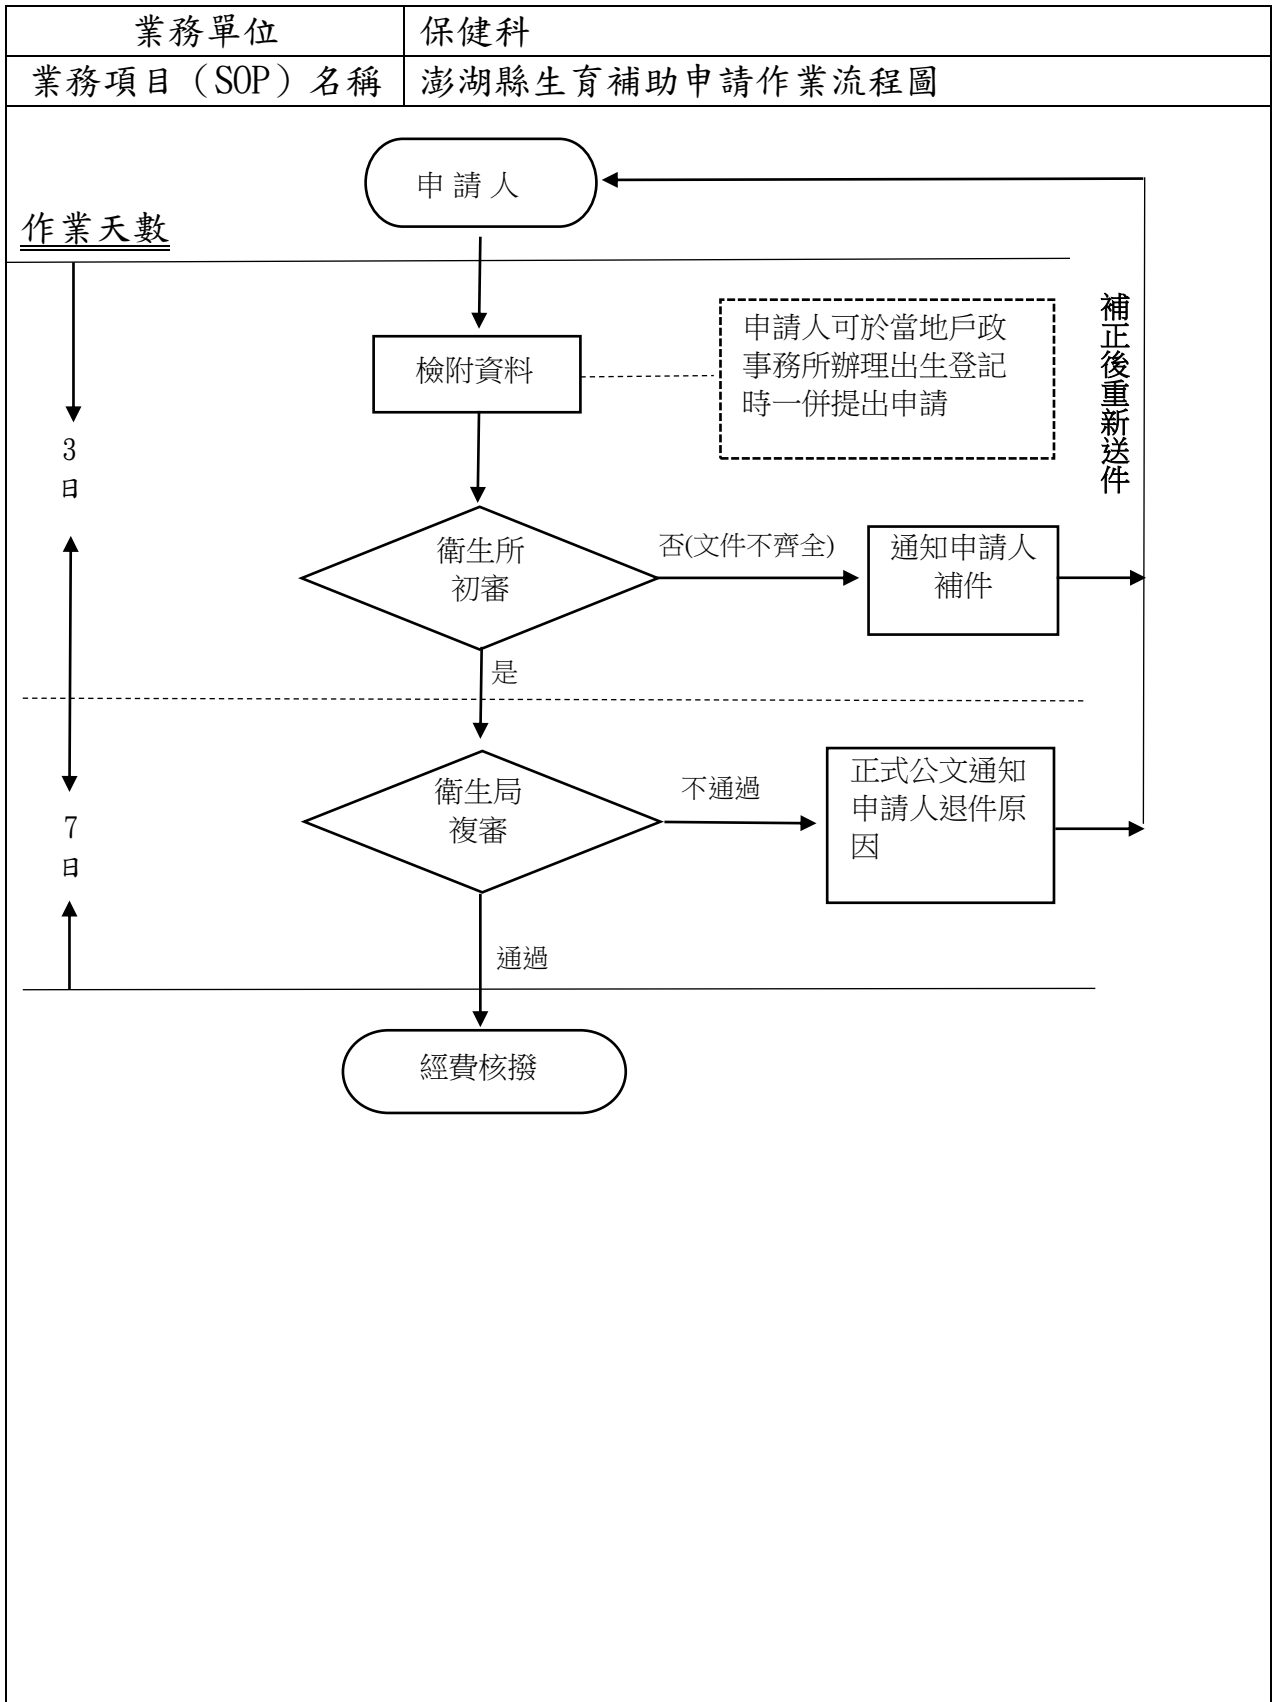 業務單位
保健科
業務項目（SOP）名稱
澎湖縣生育補助申請作業流程圖
申 請 人
作業天數
檢附資料
申請人可於當地戶政
事務所辦理出生登記
時一併提出申請
補正後重新送件
3
日
衛生所
初審
否(文件不齊全)
通知申請人
補件
是
衛生局
複審
不通過
正式公文通知
申請人退件原
因
7
日
通過
經費核撥